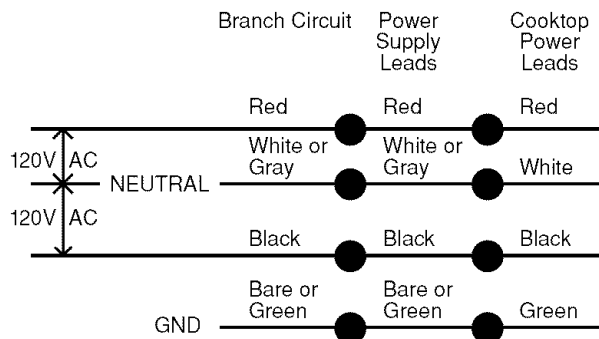 Branch Circuit
Power
Supply
Leads
Cooktop
Power
Leads
Red
Red
Red
120V AC
White or
Gray
White or
Gray
White
NEUTRAL
120V AC
Black
Black
Black
Bare or
Green
Bare or
Green
Green
GND